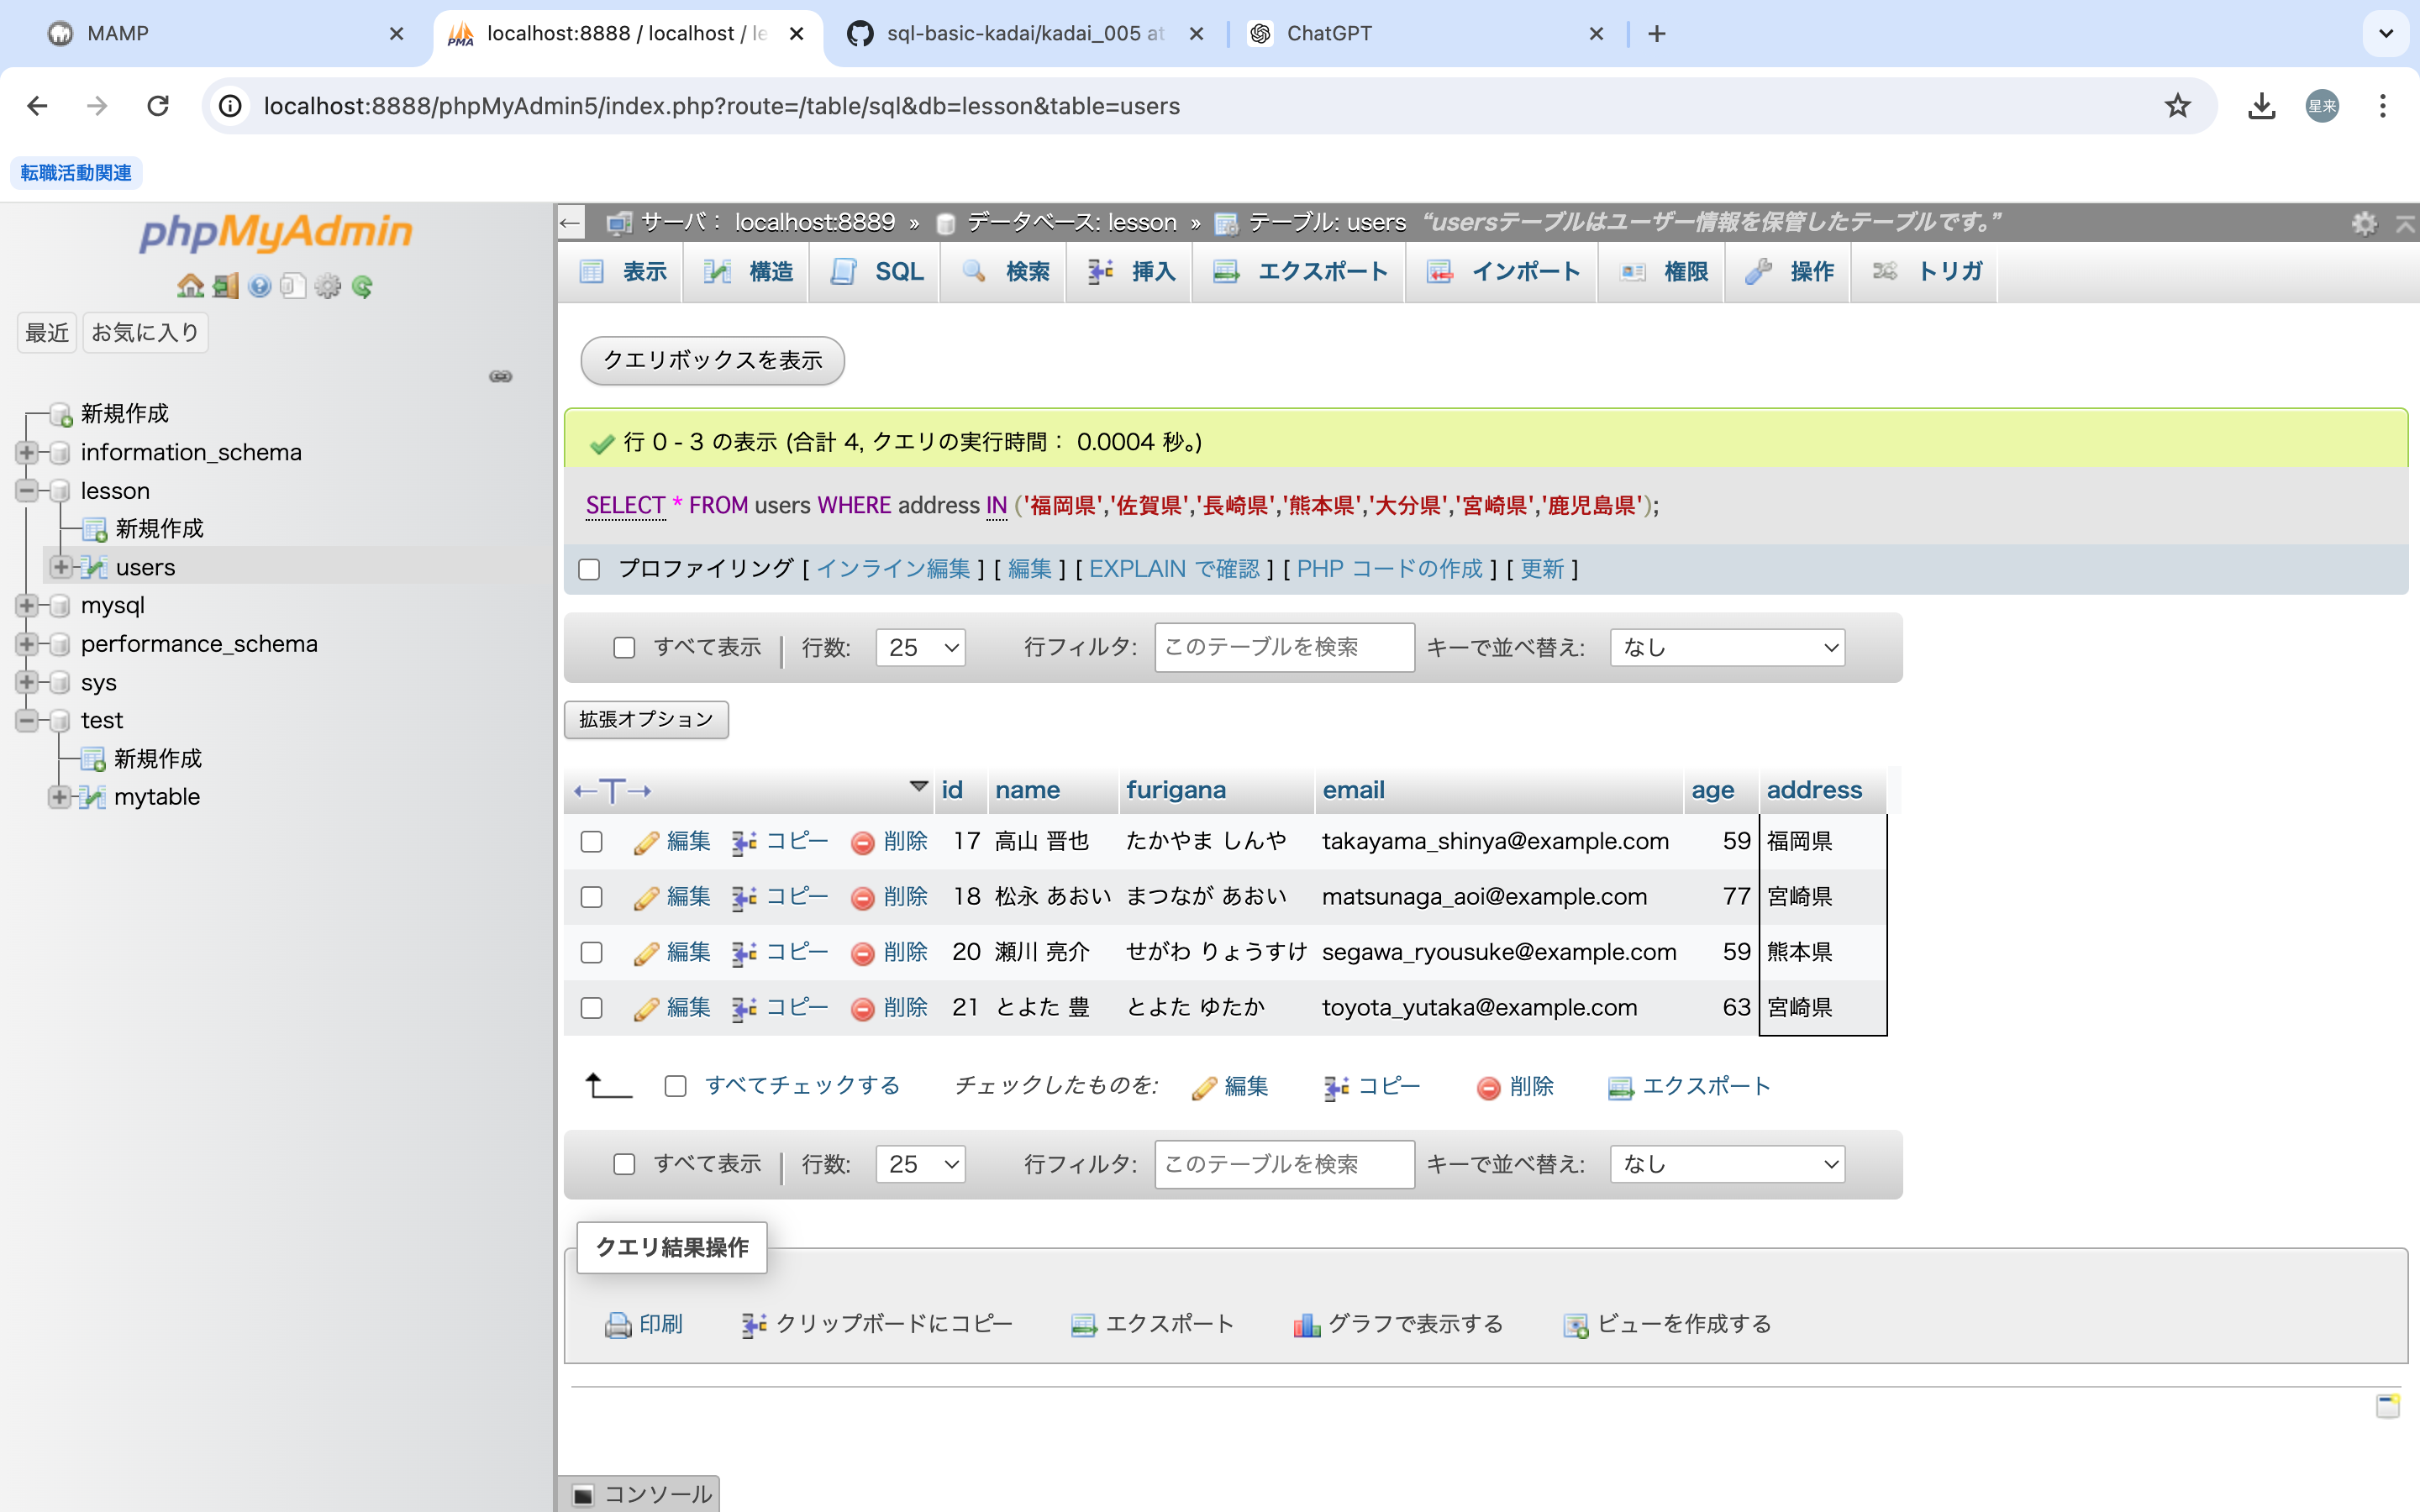 MAMP
localhost:8888 / localhost / le
sql-basic-kadai/kadai_005 at
ChatGPT
localhost:8888/phpMyAdmin5/index.php?route=/table/sql&db=lesson&table=users
星来
転職活動関連
phpMyAdmin
最近 お気に入り
新規作成
information_schema
lesson
新規作成
users
mysql
performance_schema
sys
test
新規作成
mytable
サーバ: localhost:8889 » データベース: lesson » テーブル: users “usersテーブルはユーザー情報を保管したテーブルです。”
表示 構造 SQL 検索 挿入 エクスポート インポート 権限 操作 トリガ
クエリボックスを表示
行 0 - 3 の表示 (合計 4, クエリの実行時間： 0.0004 秒。)
SELECT * FROM users WHERE address IN ('福岡県','佐賀県','長崎県','熊本県','大分県','宮崎県','鹿児島県');
プロファイリング [ インライン編集 ] [ 編集 ] [ EXPLAIN で確認 ] [ PHP コードの作成 ] [ 更新 ]
すべて表示 行数: 25 行フィルタ: このテーブルを検索 キーで並べ替え: なし
拡張オプション
←T→ id name furigana email age address
編集 コピー 削除 17 高山 晋也 たかやま しんや takayama_shinya@example.com 59 福岡県
編集 コピー 削除 18 松永 あおい まつなが あおい matsunaga_aoi@example.com 77 宮崎県
編集 コピー 削除 20 瀬川 亮介 せがわ りょうすけ segawa_ryousuke@example.com 59 熊本県
編集 コピー 削除 21 とよた 豊 とよた ゆたか toyota_yutaka@example.com 63 宮崎県
すべてチェックする チェックしたものを: 編集 コピー 削除 エクスポート
すべて表示 行数: 25 行フィルタ: このテーブルを検索 キーで並べ替え: なし
クエリ結果操作
印刷 クリップボードにコピー エクスポート グラフで表示する ビューを作成する
コンソール